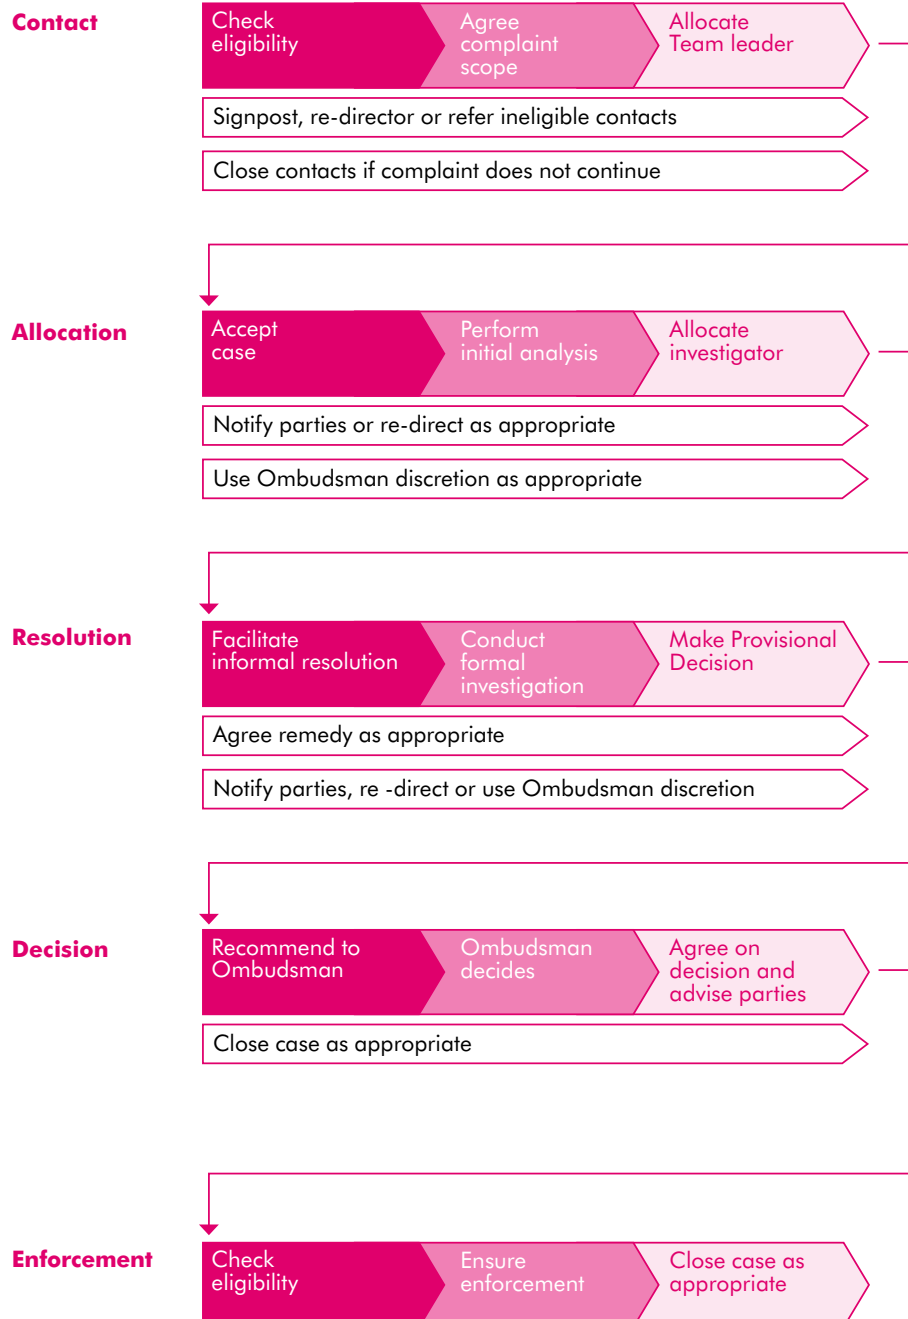 Contact
Check
eligibility
Agree
complaint
scope
Allocate
Team leader
Signpost, re-director or refer ineligible contacts
Close contacts if complaint does not continue
Allocation
Accept
case
Perform
initial analysis
Allocate
investigator
Notify parties or re-direct as appropriate
Use Ombudsman discretion as appropriate
Resolution
Facilitate
informal resolution
Conduct
formal
investigation
Make Provisional
Decision
Agree remedy as appropriate
Notify parties, re -direct or use Ombudsman discretion
Decision
Recommend to
Ombudsman
Ombudsman
decides
Agree on
decision and
advise parties
Close case as appropriate
Enforcement
Check
eligibility
Ensure
enforcement
Close case as
appropriate